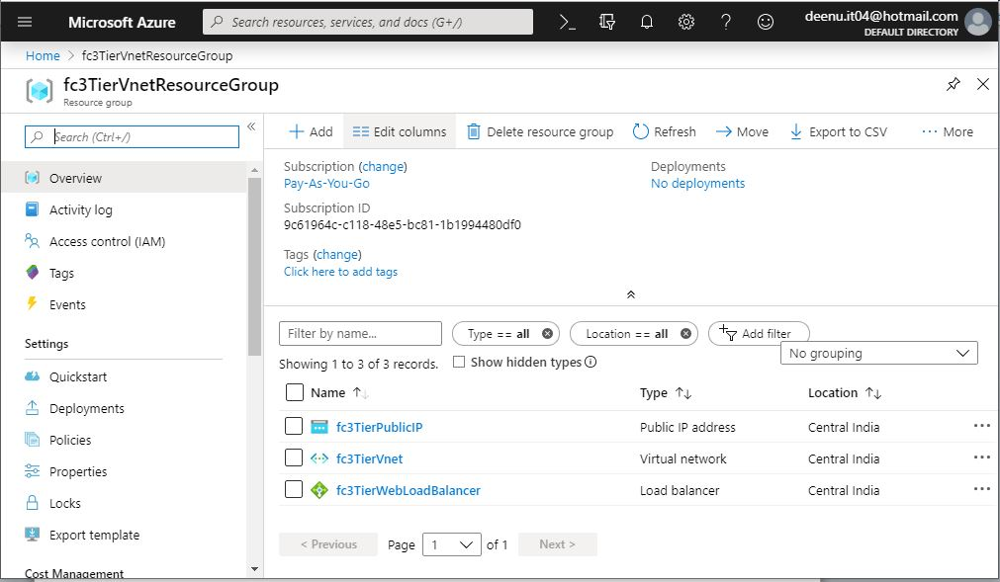 Microsoft Azure
Search resources, services, and docs (G+/)
deenu.it04@hotmail.com
DEFAULT DIRECTORY
Home > fc3TierVnetResourceGroup
fc3TierVnetResourceGroup
Resource group
Search (Ctrl+/)
Overview
Activity log
Access control (IAM)
Tags
Events
Settings
Quickstart
Deployments
Policies
Properties
Locks
Export template
Cost Management
Add Edit columns Delete resource group Refresh Move Export to CSV More
Subscription (change)
Pay-As-You-Go
Subscription ID
9c61964c-c118-48e5-bc81-1b1994480df0
Tags (change)
Click here to add tags
Deployments
No deployments
Filter by name... Type == all Location == all Add filter
Showing 1 to 3 of 3 records. Show hidden types No grouping
Name Type Location
fc3TierPublicIP Public IP address Central India
fc3TierVnet Virtual network Central India
fc3TierWebLoadBalancer Load balancer Central India
< Previous Page 1 of 1 Next >